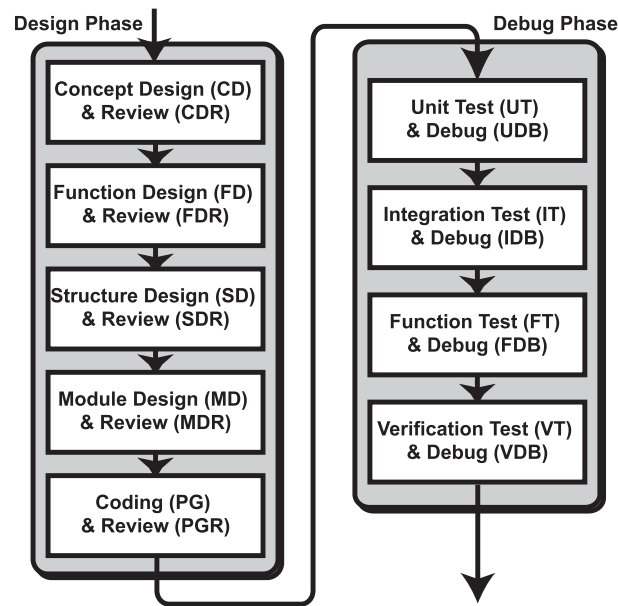 Design Phase
Concept Design (CD)
& Review (CDR)
Function Design (FD)
& Review (FDR)
Structure Design (SD)
& Review (SDR)
Module Design (MD)
& Review (MDR)
Coding (PG)
& Review (PGR)
Debug Phase
Unit Test (UT)
& Debug (UDB)
Integration Test (IT)
& Debug (IDB)
Function Test (FT)
& Debug (FDB)
Verification Test (VT)
& Debug (VDB)